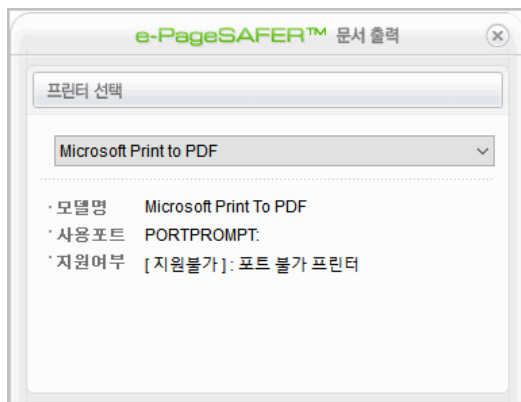 e-PageSAFER™ 문서 출력
프린터 선택
Microsoft Print to PDF
· 모델명 Microsoft Print To PDF
· 사용포트 PORTPROMPT:
· 지원여부 [ 지원불가 ] : 포트 불가 프린터